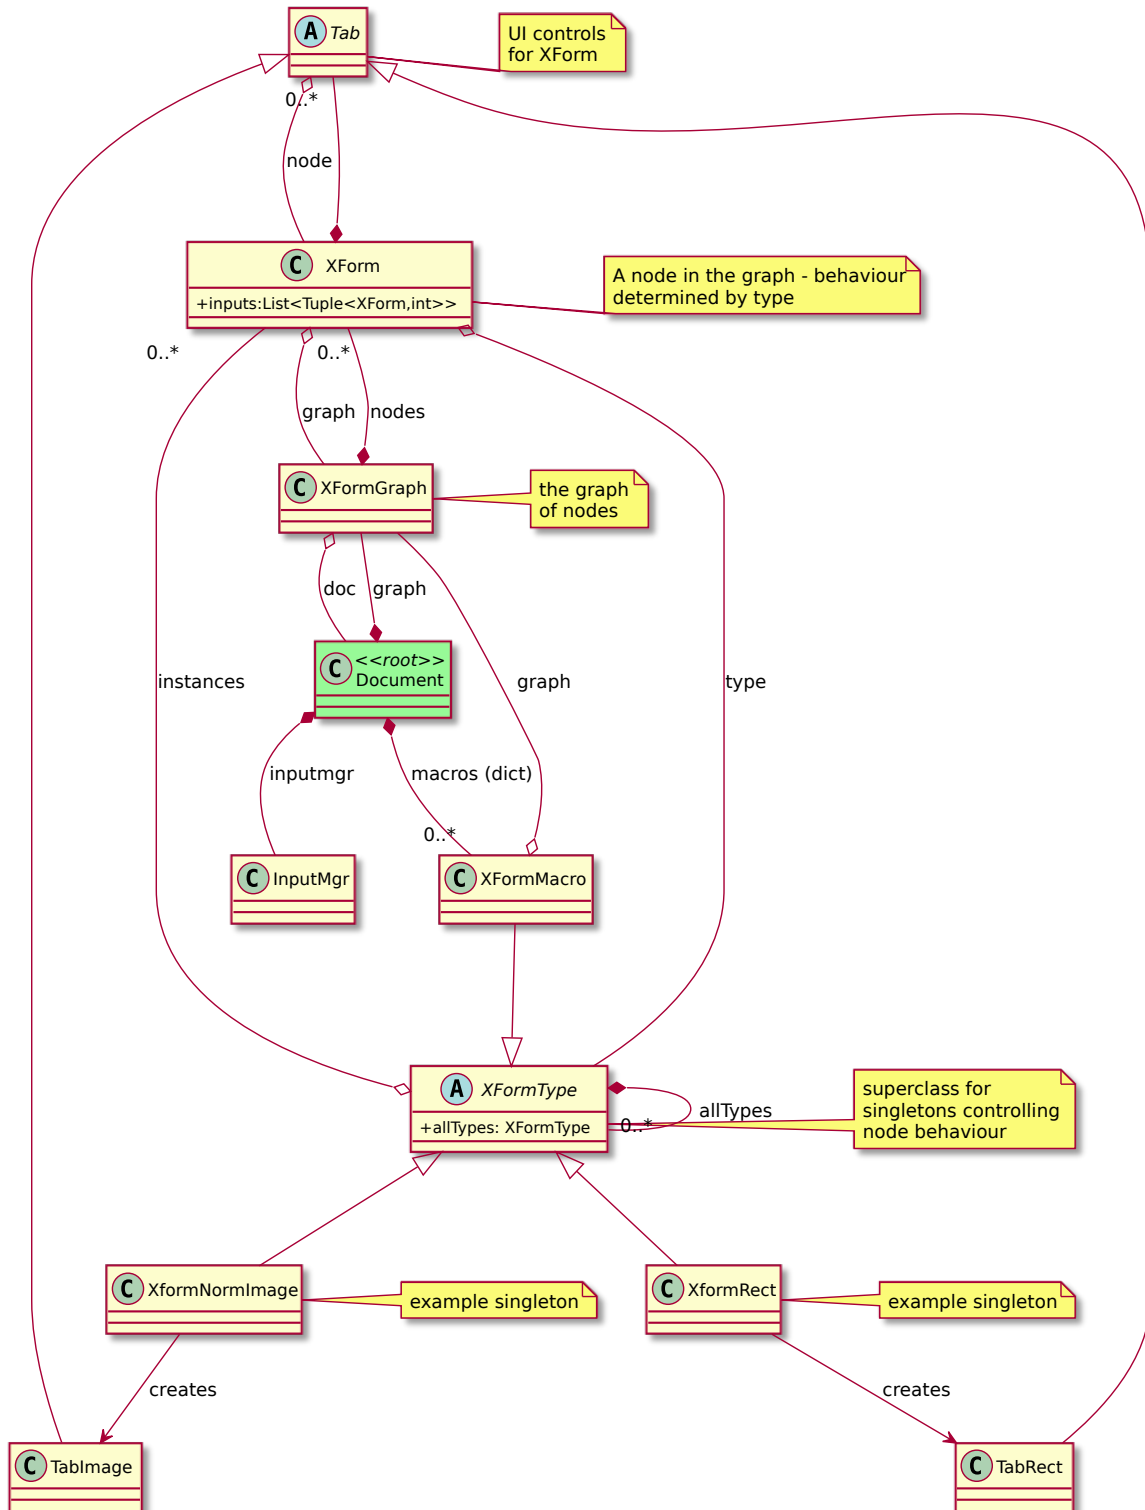 A Tab
UI controls
for XForm
0..*
node
C XForm
+inputs:List<Tuple<XForm,int>>
A node in the graph - behaviour
determined by type
0..*
0..*
graph
nodes
C XFormGraph
the graph
of nodes
doc
graph
C <<root>>
Document
instances
graph
type
inputmgr
macros (dict)
0..*
C InputMgr
C XFormMacro
A XFormType
+allTypes: XFormType
0..*
allTypes
superclass for
singletons controlling
node behaviour
C XformNormImage
example singleton
C XformRect
example singleton
creates
creates
C TabImage
C TabRect